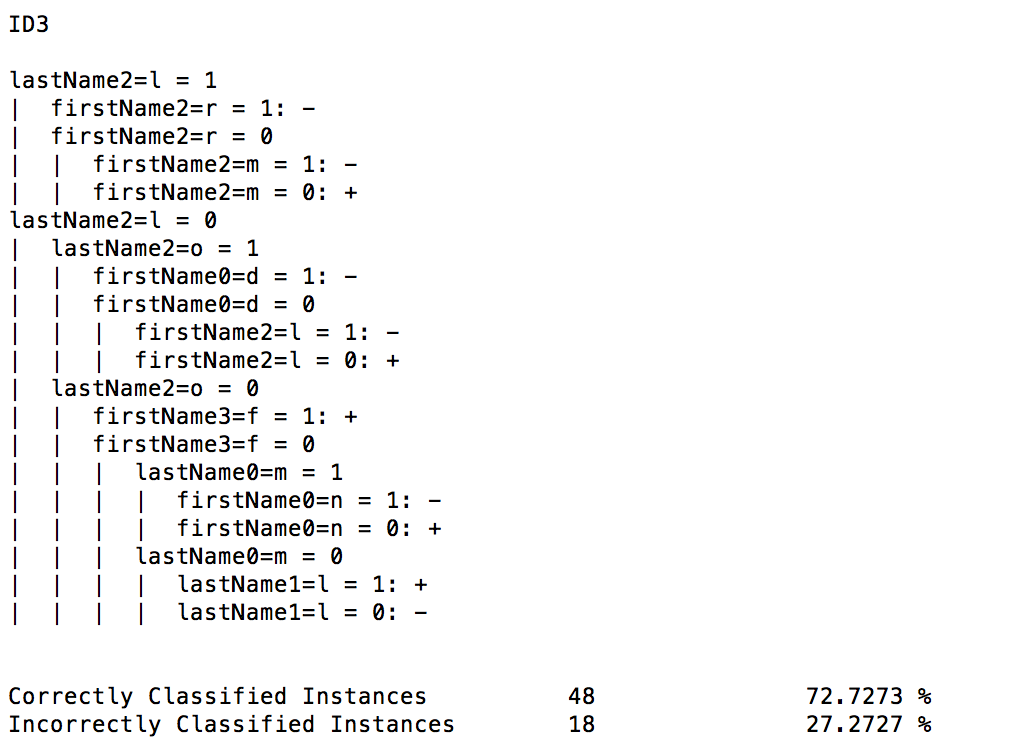 ID3
lastName2=l = 1
|  firstName2=r = 1: -
|  firstName2=r = 0
|  |  firstName2=m = 1: -
|  |  firstName2=m = 0: +
lastName2=l = 0
|  lastName2=o = 1
|  |  firstName0=d = 1: -
|  |  firstName0=d = 0
|  |  |  firstName2=l = 1: -
|  |  |  firstName2=l = 0: +
|  lastName2=o = 0
|  |  firstName3=f = 1: +
|  |  firstName3=f = 0
|  |  |  lastName0=m = 1
|  |  |  |  firstName0=n = 1: -
|  |  |  |  firstName0=n = 0: +
|  |  |  lastName0=m = 0
|  |  |  |  lastName1=l = 1: +
|  |  |  |  lastName1=l = 0: -
Correctly Classified Instances          48               72.7273 %
Incorrectly Classified Instances        18               27.2727 %